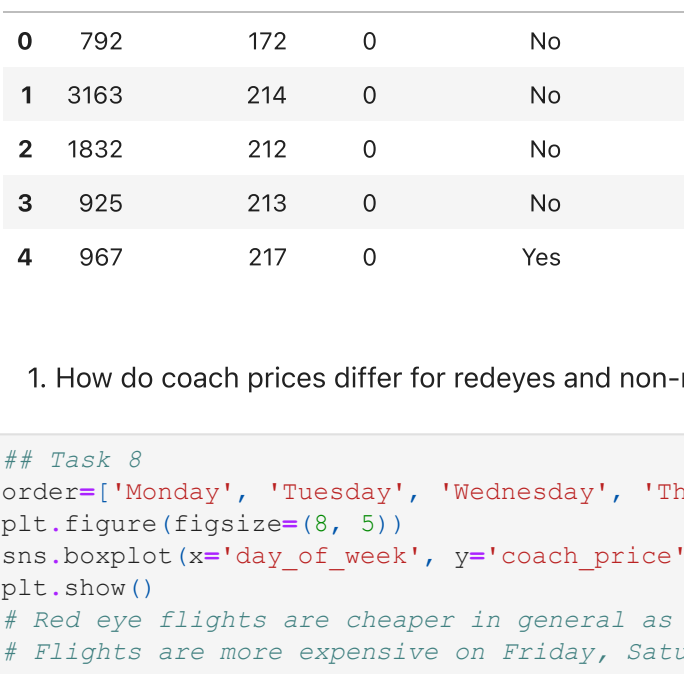 0 792 172 0 No
1 3163 214 0 No
2 1832 212 0 No
3 925 213 0 No
4 967 217 0 Yes
1. How do coach prices differ for redeyes and non-
## Task 8
order=['Monday', 'Tuesday', 'Wednesday', 'Th
plt.figure(figsize=(8, 5))
sns.boxplot(x='day_of_week', y='coach_price'
plt.show()
# Red eye flights are cheaper in general as
# Flights are more expensive on Friday, Satu